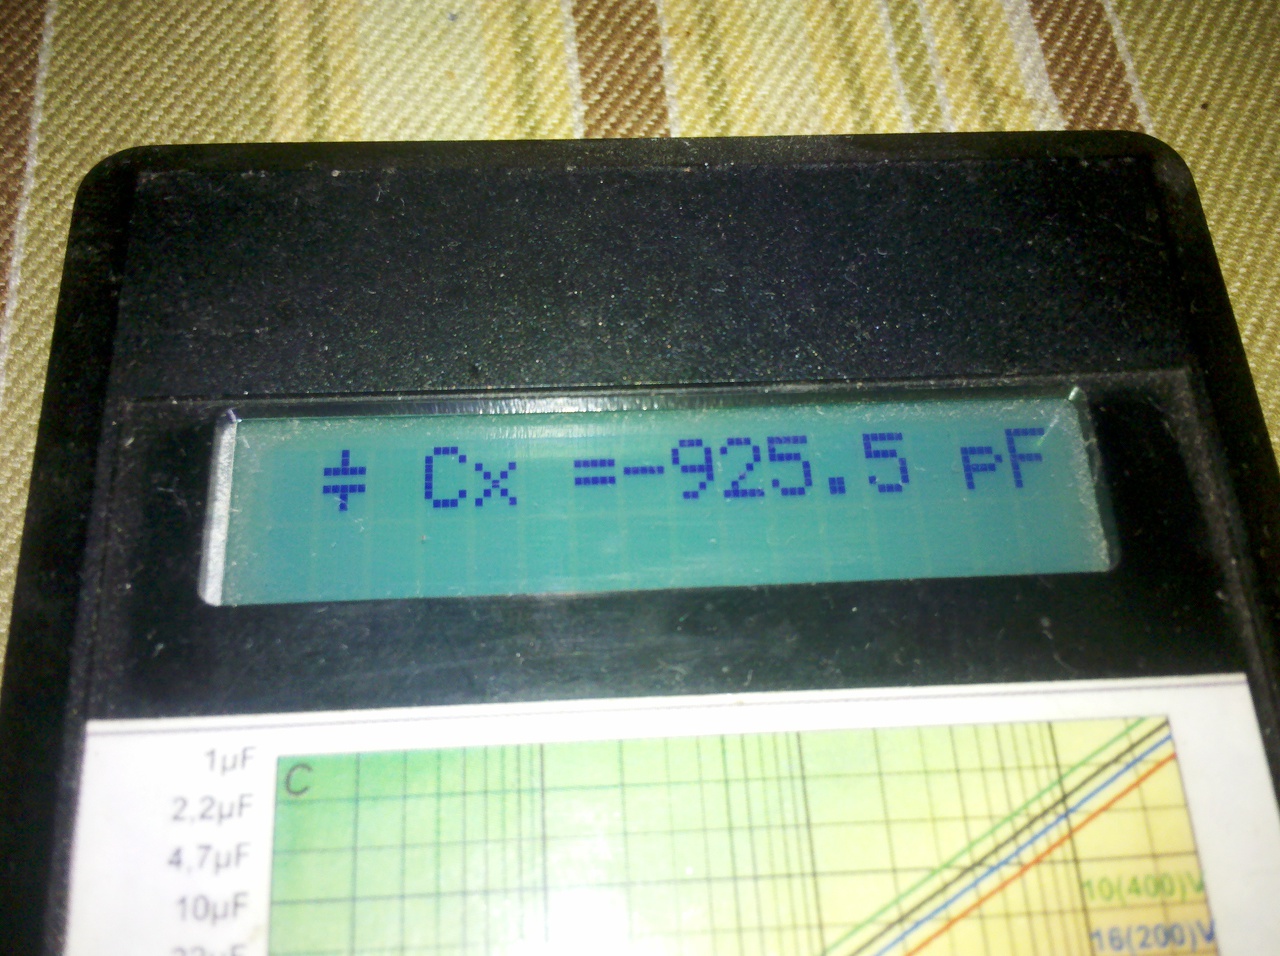 Cx =-925.5 pF
C
1µF
2,2µF
4,7µF
10µF
10(400)V
16(200)V